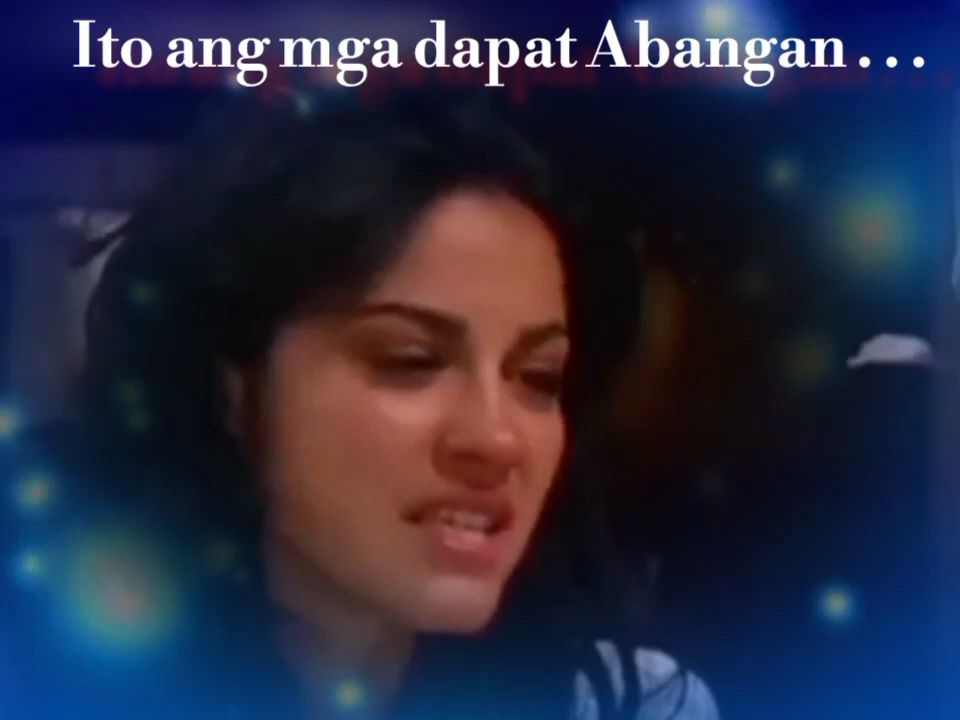 Ito ang mga dapat Abangan . . .